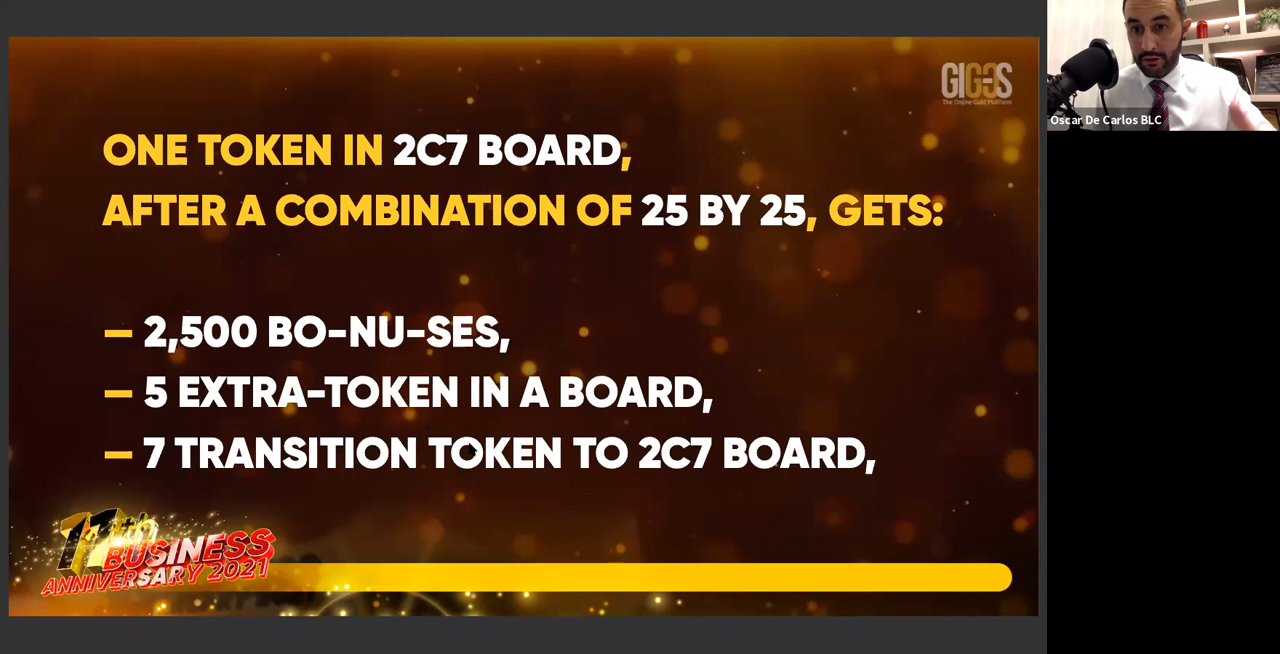 GIG3S
The Online Gold Platform
Oscar De Carlos BLC
ONE TOKEN IN 2C7 BOARD,
AFTER A COMBINATION OF 25 BY 25, GETS:
— 2,500 BO-NU-SES,
— 5 EXTRA-TOKEN IN A BOARD,
— 7 TRANSITION TOKEN TO 2C7 BOARD,
11th
BUSINESS
ANNIVERSARY 2021